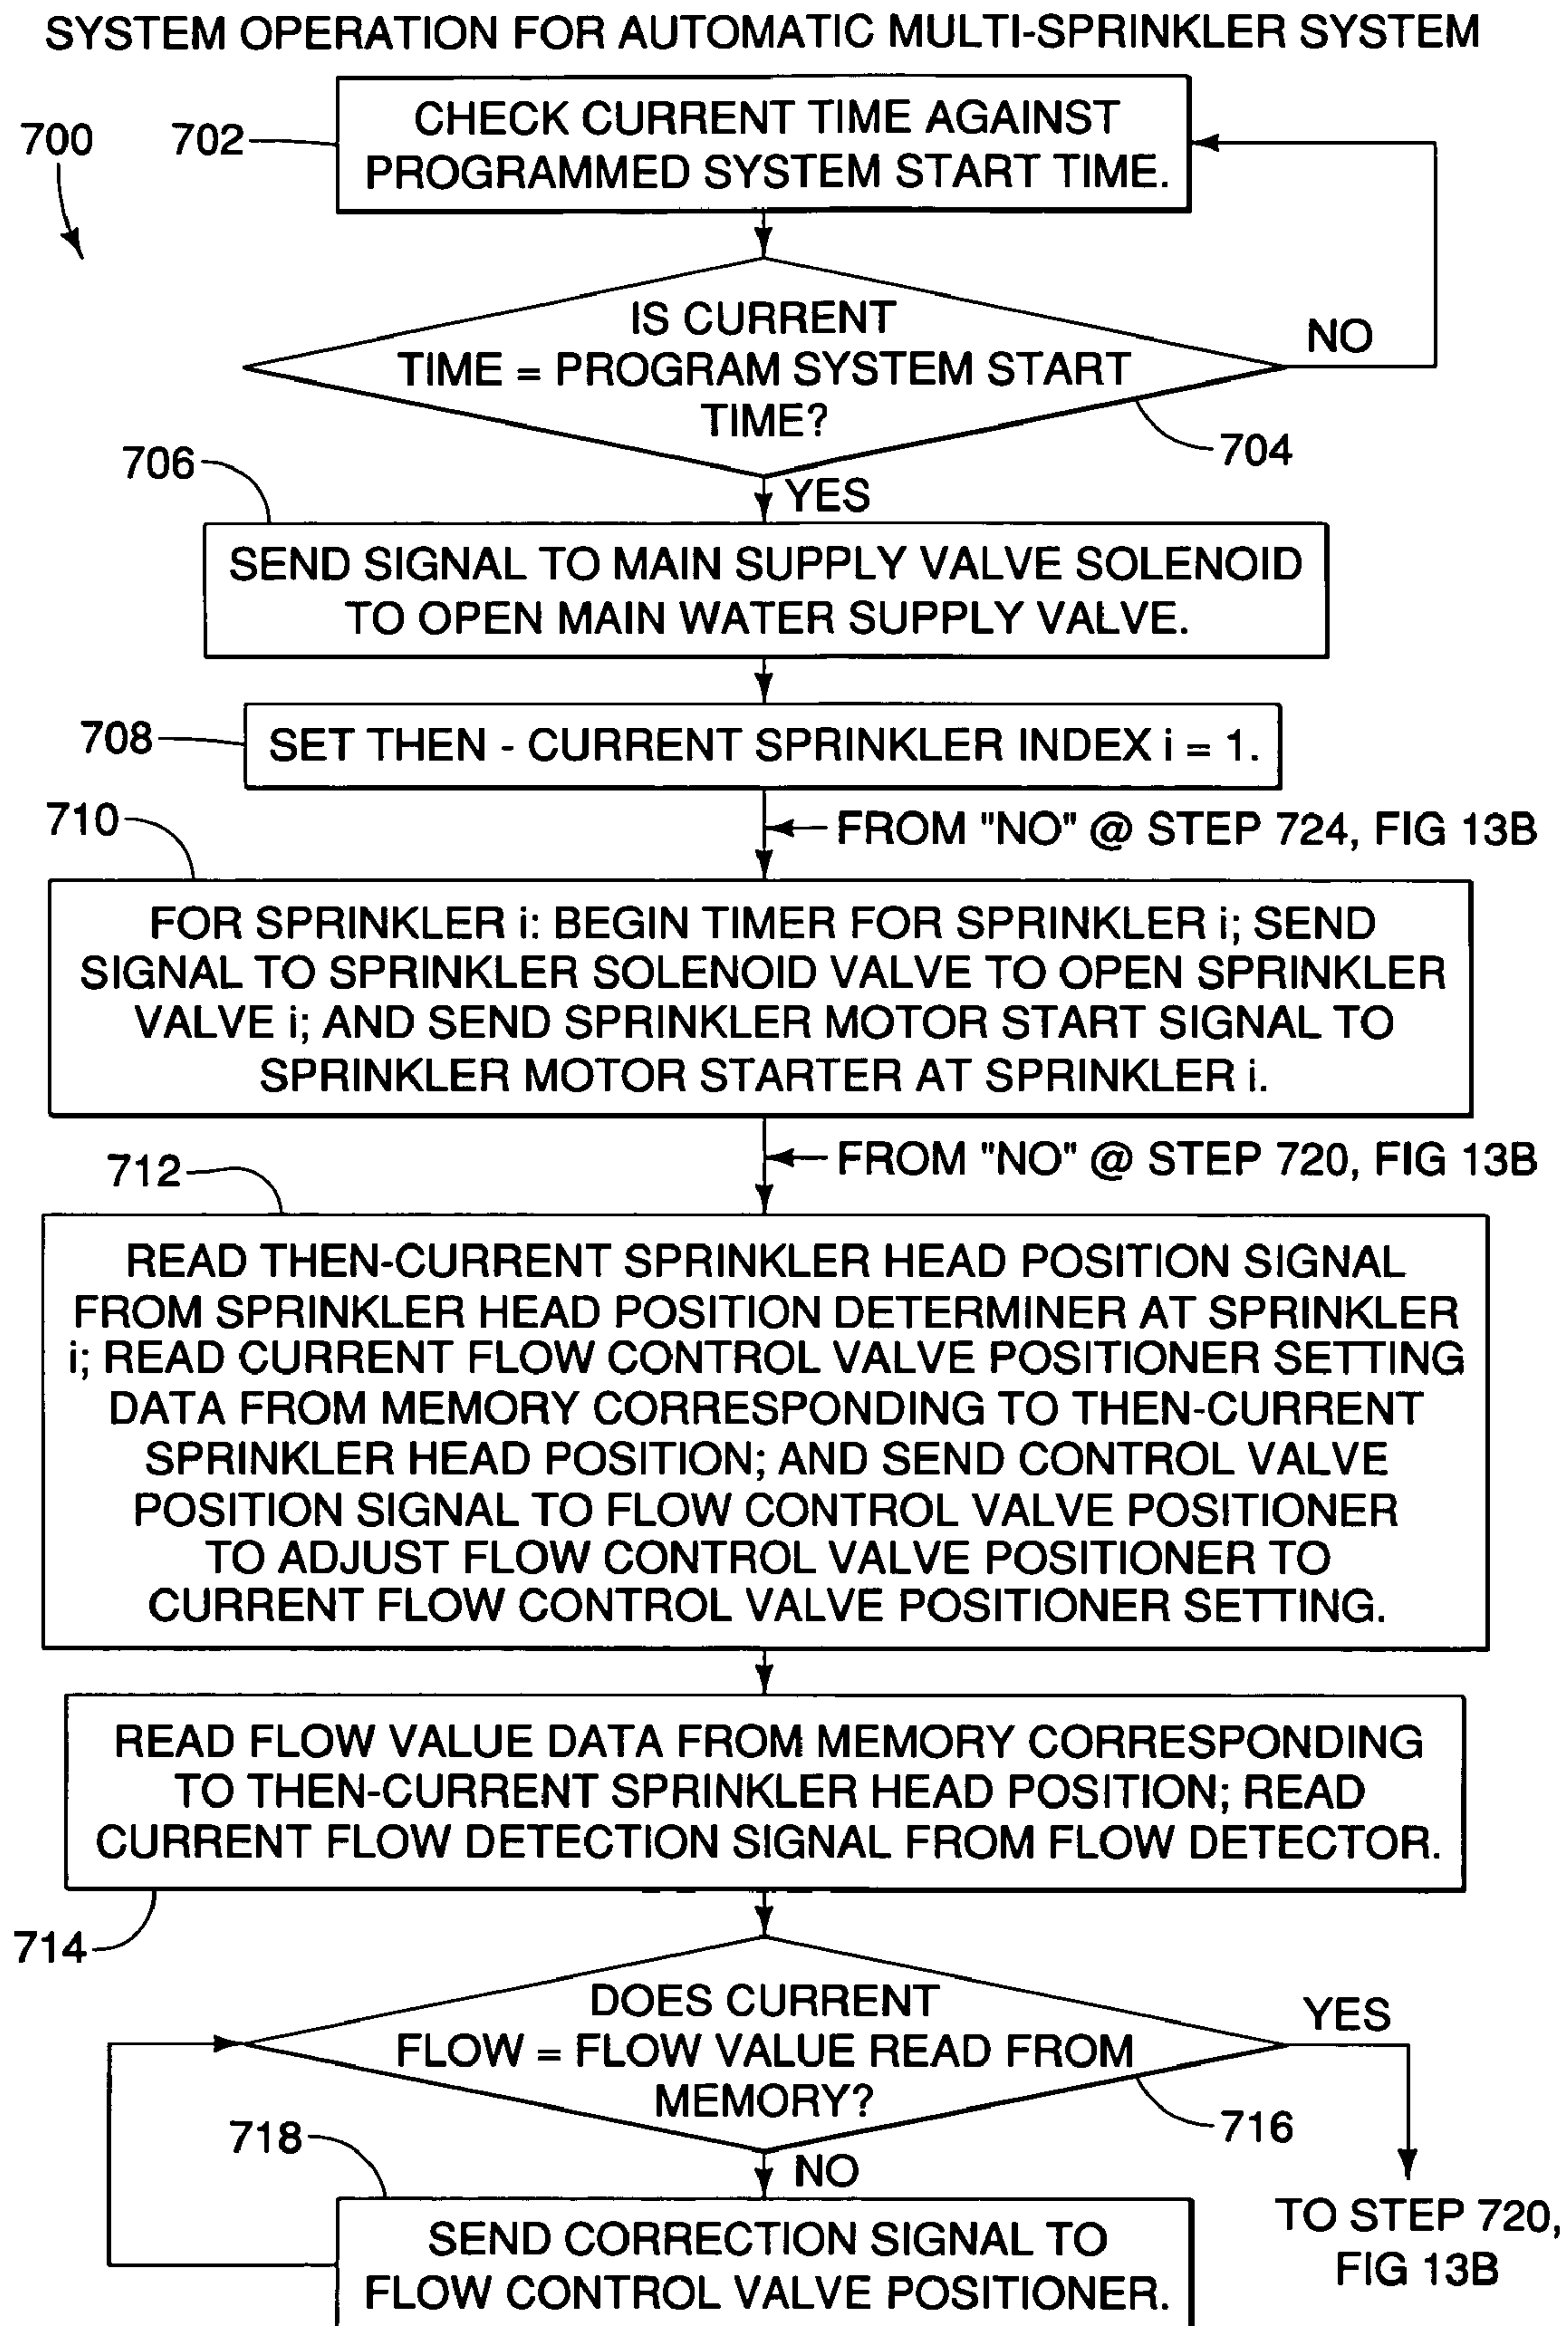 SYSTEM OPERATION FOR AUTOMATIC MULTI-SPRINKLER SYSTEM
700
702
CHECK CURRENT TIME AGAINST
PROGRAMMED SYSTEM START TIME.
IS CURRENT
TIME = PROGRAM SYSTEM START
TIME?
NO
704
YES
706
SEND SIGNAL TO MAIN SUPPLY VALVE SOLENOID
TO OPEN MAIN WATER SUPPLY VALVE.
708
SET THEN - CURRENT SPRINKLER INDEX i = 1.
FROM "NO" @ STEP 724, FIG 13B
710
FOR SPRINKLER i: BEGIN TIMER FOR SPRINKLER i; SEND
SIGNAL TO SPRINKLER SOLENOID VALVE TO OPEN SPRINKLER
VALVE i; AND SEND SPRINKLER MOTOR START SIGNAL TO
SPRINKLER MOTOR STARTER AT SPRINKLER i.
FROM "NO" @ STEP 720, FIG 13B
712
READ THEN-CURRENT SPRINKLER HEAD POSITION SIGNAL
FROM SPRINKLER HEAD POSITION DETERMINER AT SPRINKLER
i; READ CURRENT FLOW CONTROL VALVE POSITIONER SETTING
DATA FROM MEMORY CORRESPONDING TO THEN-CURRENT
SPRINKLER HEAD POSITION; AND SEND CONTROL VALVE
POSITION SIGNAL TO FLOW CONTROL VALVE POSITIONER
TO ADJUST FLOW CONTROL VALVE POSITIONER TO
CURRENT FLOW CONTROL VALVE POSITIONER SETTING.
READ FLOW VALUE DATA FROM MEMORY CORRESPONDING
TO THEN-CURRENT SPRINKLER HEAD POSITION; READ
CURRENT FLOW DETECTION SIGNAL FROM FLOW DETECTOR.
714
DOES CURRENT
FLOW = FLOW VALUE READ FROM
MEMORY?
YES
716
NO
718
SEND CORRECTION SIGNAL TO
FLOW CONTROL VALVE POSITIONER.
TO STEP 720,
FIG 13B